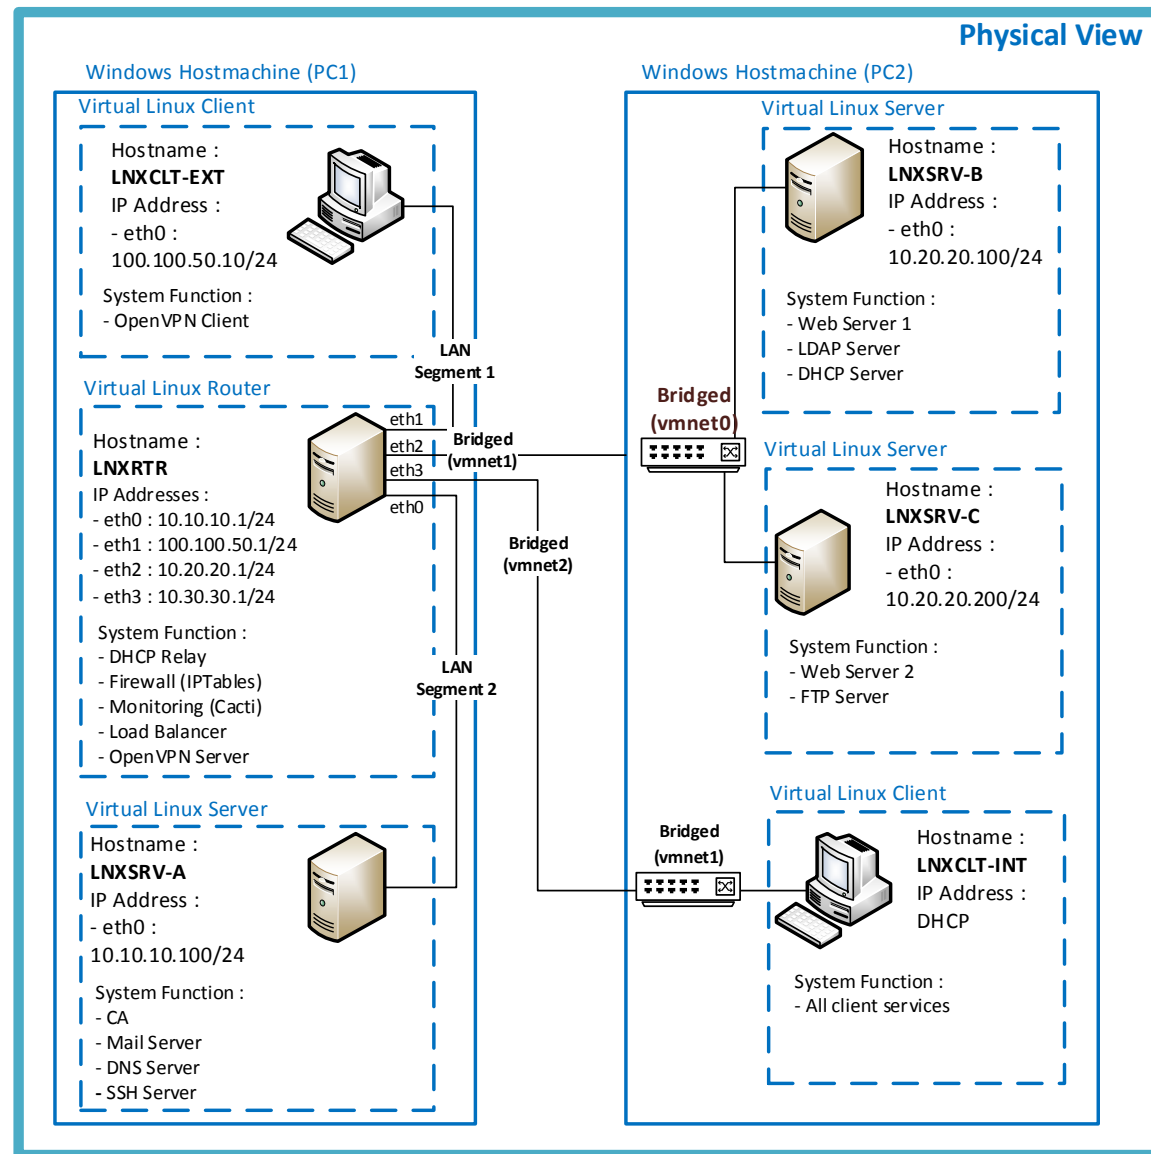 Physical View
Windows Hostmachine (PC1)
Virtual Linux Client
Hostname :
LNXCLT-EXT
IP Address :
- eth0 :
100.100.50.10/24
System Function :
- OpenVPN Client
LAN
Segment 1
Virtual Linux Router
Hostname :
LNXRTR
IP Addresses :
- eth0 : 10.10.10.1/24
- eth1 : 100.100.50.1/24
- eth2 : 10.20.20.1/24
- eth3 : 10.30.30.1/24
System Function :
- DHCP Relay
- Firewall (IPTables)
- Monitoring (Cacti)
- Load Balancer
- OpenVPN Server
eth1
eth2
eth3
eth0
Bridged
(vmnet1)
Bridged
(vmnet2)
LAN
Segment 2
Virtual Linux Server
Hostname :
LNXSRV-A
IP Address :
- eth0 :
10.10.10.100/24
System Function :
- CA
- Mail Server
- DNS Server
- SSH Server
Windows Hostmachine (PC2)
Virtual Linux Server
Hostname :
LNXSRV-B
IP Address :
- eth0 :
10.20.20.100/24
System Function :
- Web Server 1
- LDAP Server
- DHCP Server
Bridged
(vmnet0)
Virtual Linux Server
Hostname :
LNXSRV-C
IP Address :
- eth0 :
10.20.20.200/24
System Function :
- Web Server 2
- FTP Server
Virtual Linux Client
Bridged
(vmnet1)
Hostname :
LNXCLT-INT
IP Address :
DHCP
System Function :
- All client services